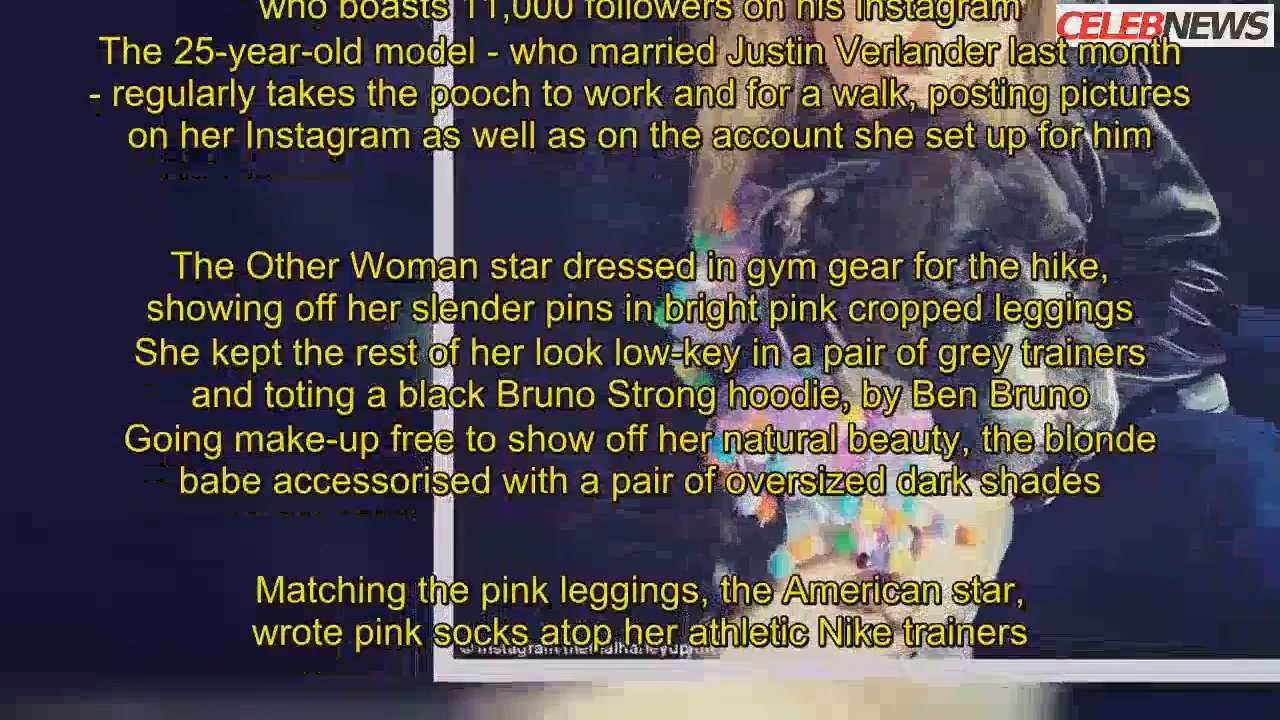 who boasts 11,000 followers on his Instagram
CELEBNEWS
The 25-year-old model - who married Justin Verlander last month
- regularly takes the pooch to work and for a walk, posting pictures
on her Instagram as well as on the account she set up for him
The Other Woman star dressed in gym gear for the hike,
showing off her slender pins in bright pink cropped leggings
She kept the rest of her look low-key in a pair of grey trainers
and toting a black Bruno Strong hoodie, by Ben Bruno
Going make-up free to show off her natural beauty, the blonde
babe accessorised with a pair of oversized dark shades
Matching the pink leggings, the American star,
wrote pink socks atop her athletic Nike trainers